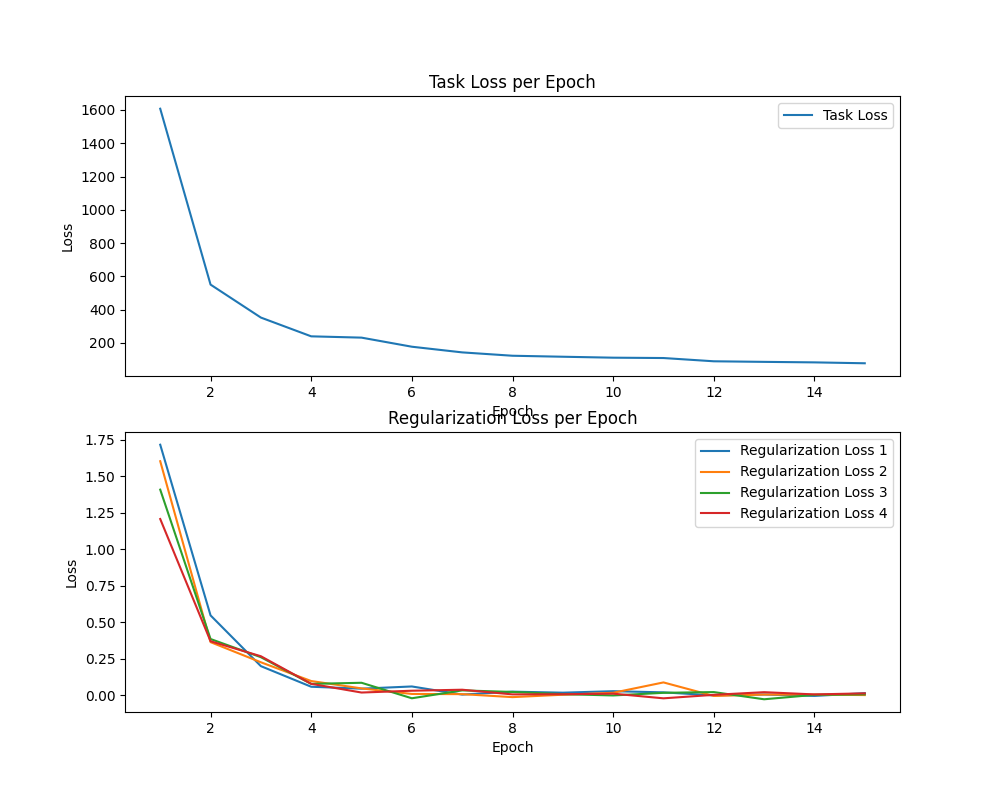 Task Loss per Epoch
Task Loss
Loss
1600
1400
1200
1000
800
600
400
200
2 4 6 8 10 12 14
Epoch
Regularization Loss per Epoch
Regularization Loss 1
Regularization Loss 2
Regularization Loss 3
Regularization Loss 4
Loss
1.75
1.50
1.25
1.00
0.75
0.50
0.25
0.00
2 4 6 8 10 12 14
Epoch